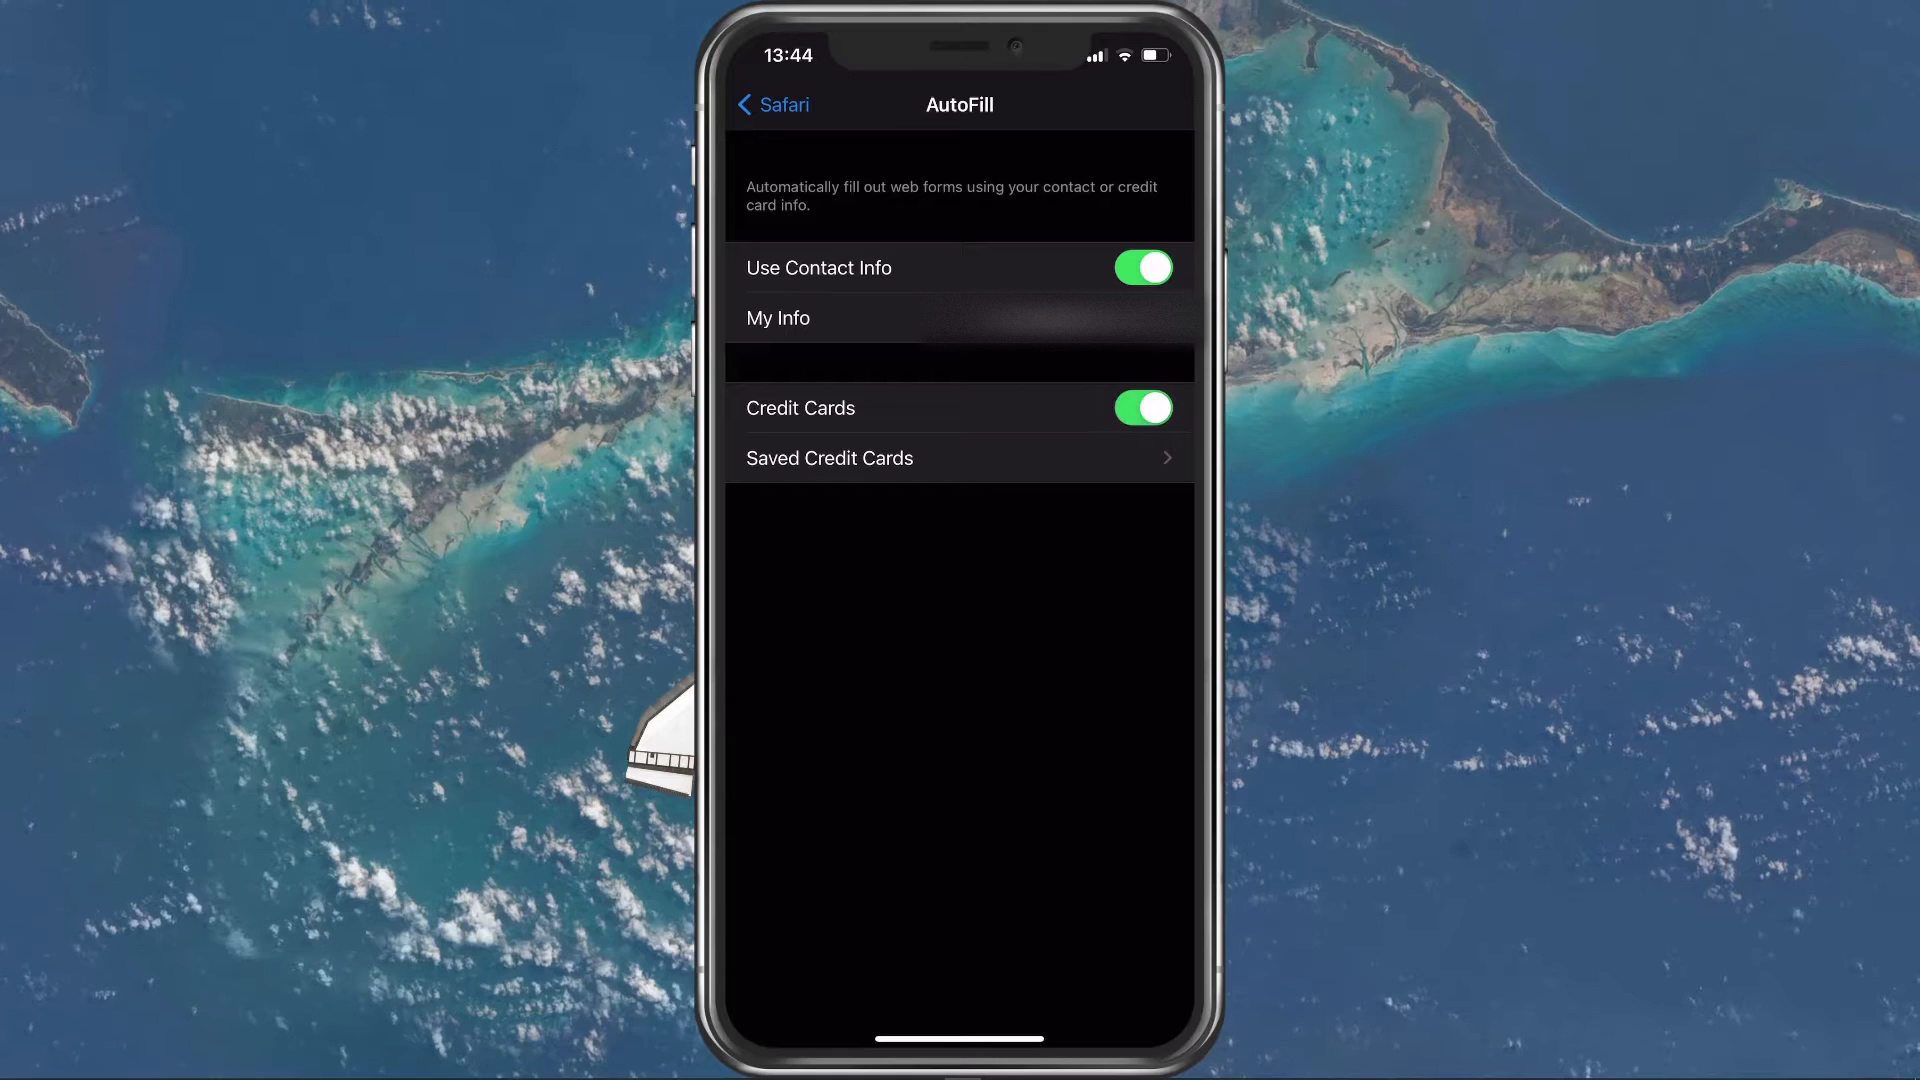 13:44
Safari
AutoFill
Automatically fill out web forms using your contact or credit
card info.
Use Contact Info
My Info
Credit Cards
Saved Credit Cards